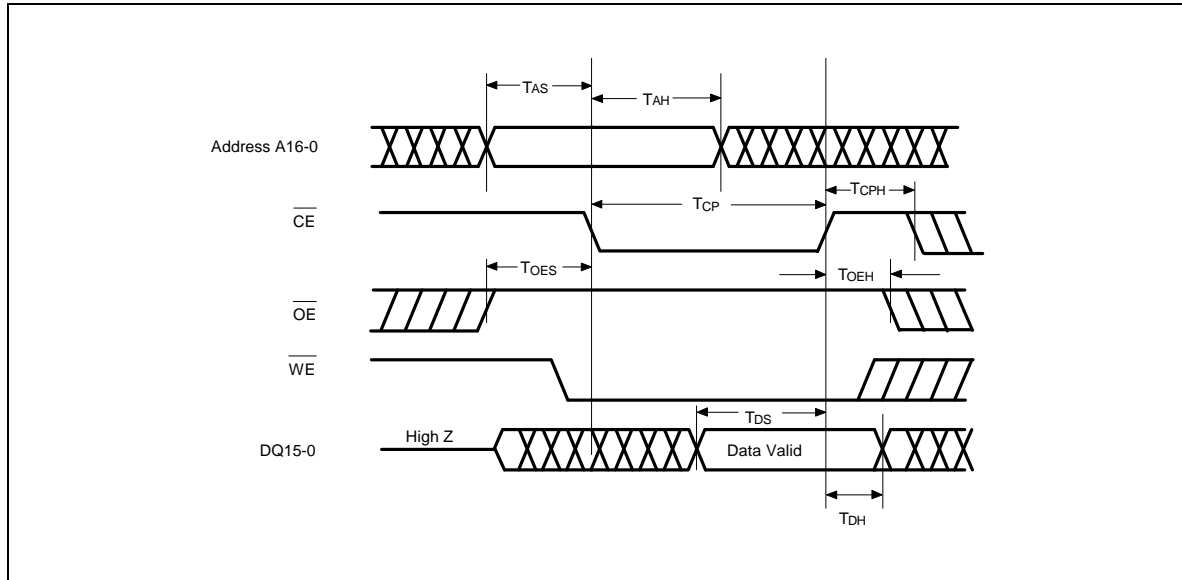 TAS
TAH
Address A16-0
TCPH
TCP
CE
TOES
TOEH
OE
WE
TDS
High Z
Data Valid
DQ15-0
TDH